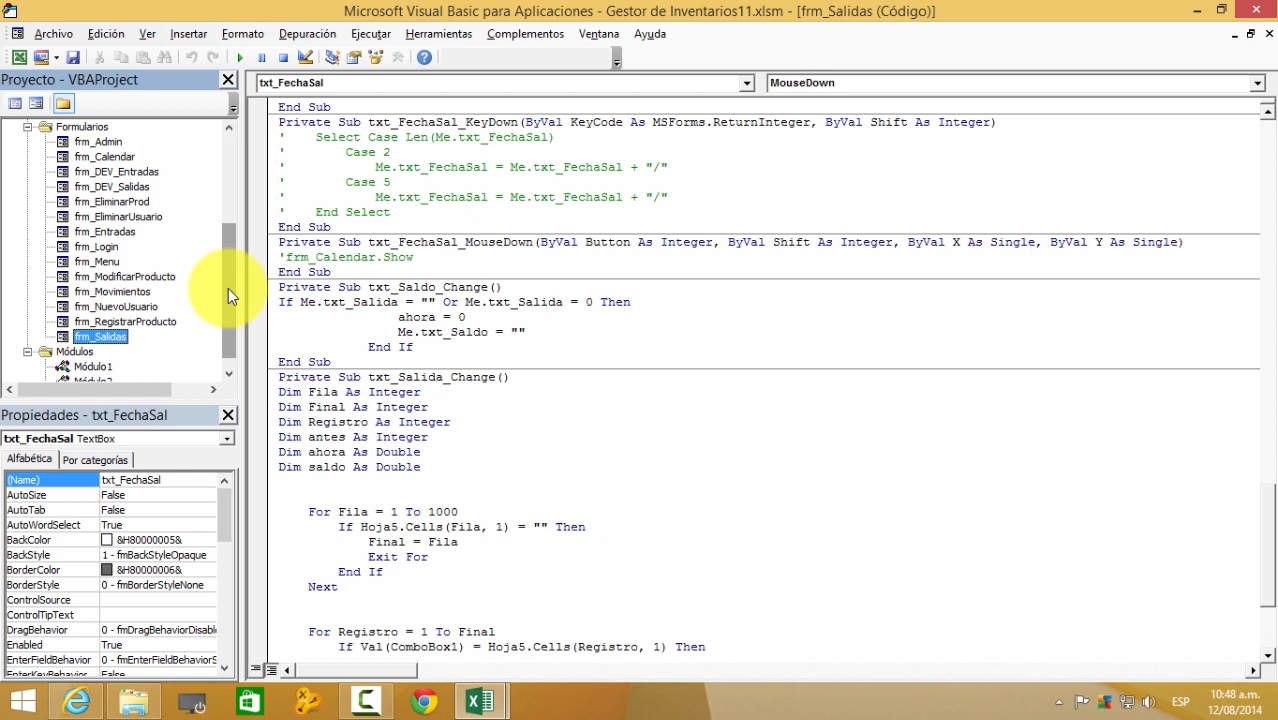 Microsoft Visual Basic para Aplicaciones - Gestor de Inventarios11.xlsm - [frm_Salidas (Código)]
Archivo Edición Ver Insertar Formato Depuración Ejecutar Herramientas Complementos Ventana Ayuda
Proyecto - VBAProject
Formularios
frm_Admin
frm_Calendar
frm_DEV_Entradas
frm_DEV_Salidas
frm_EliminarProd
frm_EliminarUsuario
frm_Entradas
frm_Login
frm_Menu
frm_ModificarProducto
frm_Movimientos
frm_NuevoUsuario
frm_RegistrarProducto
frm_Salidas
Módulos
Módulo1
Propiedades - txt_FechaSal
txt_FechaSal TextBox
Alfabética Por categorías
(Name) txt_FechaSal
AutoSize False
AutoTab False
AutoWordSelect True
BackColor &H80000005&
BackStyle 1 - fmBackStyleOpaque
BorderColor &H80000006&
BorderStyle 0 - fmBorderStyleNone
ControlSource
ControlTipText
DragBehavior 0 - fmDragBehaviorDisabl
Enabled True
EnterFieldBehavior 0 - fmEnterFieldBehaviorS
EnterKeyBehavior False
txt_FechaSal MouseDown
End Sub
Private Sub txt_FechaSal_KeyDown(ByVal KeyCode As MSForms.ReturnInteger, ByVal Shift As Integer)
' Select Case Len(Me.txt_FechaSal)
' Case 2
' Me.txt_FechaSal = Me.txt_FechaSal + "/"
' Case 5
' Me.txt_FechaSal = Me.txt_FechaSal + "/"
' End Select
End Sub
Private Sub txt_FechaSal_MouseDown(ByVal Button As Integer, ByVal Shift As Integer, ByVal X As Single, ByVal Y As Single)
'frm_Calendar.Show
End Sub
Private Sub txt_Saldo_Change()
If Me.txt_Salida = "" Or Me.txt_Salida = 0 Then
ahora = 0
Me.txt_Saldo = ""
End If
End Sub
Private Sub txt_Salida_Change()
Dim Fila As Integer
Dim Final As Integer
Dim Registro As Integer
Dim antes As Integer
Dim ahora As Double
Dim saldo As Double
For Fila = 1 To 1000
If Hoja5.Cells(Fila, 1) = "" Then
Final = Fila
Exit For
End If
Next
For Registro = 1 To Final
If Val(ComboBox1) = Hoja5.Cells(Registro, 1) Then
ESP
10:48 a.m.
12/08/2014